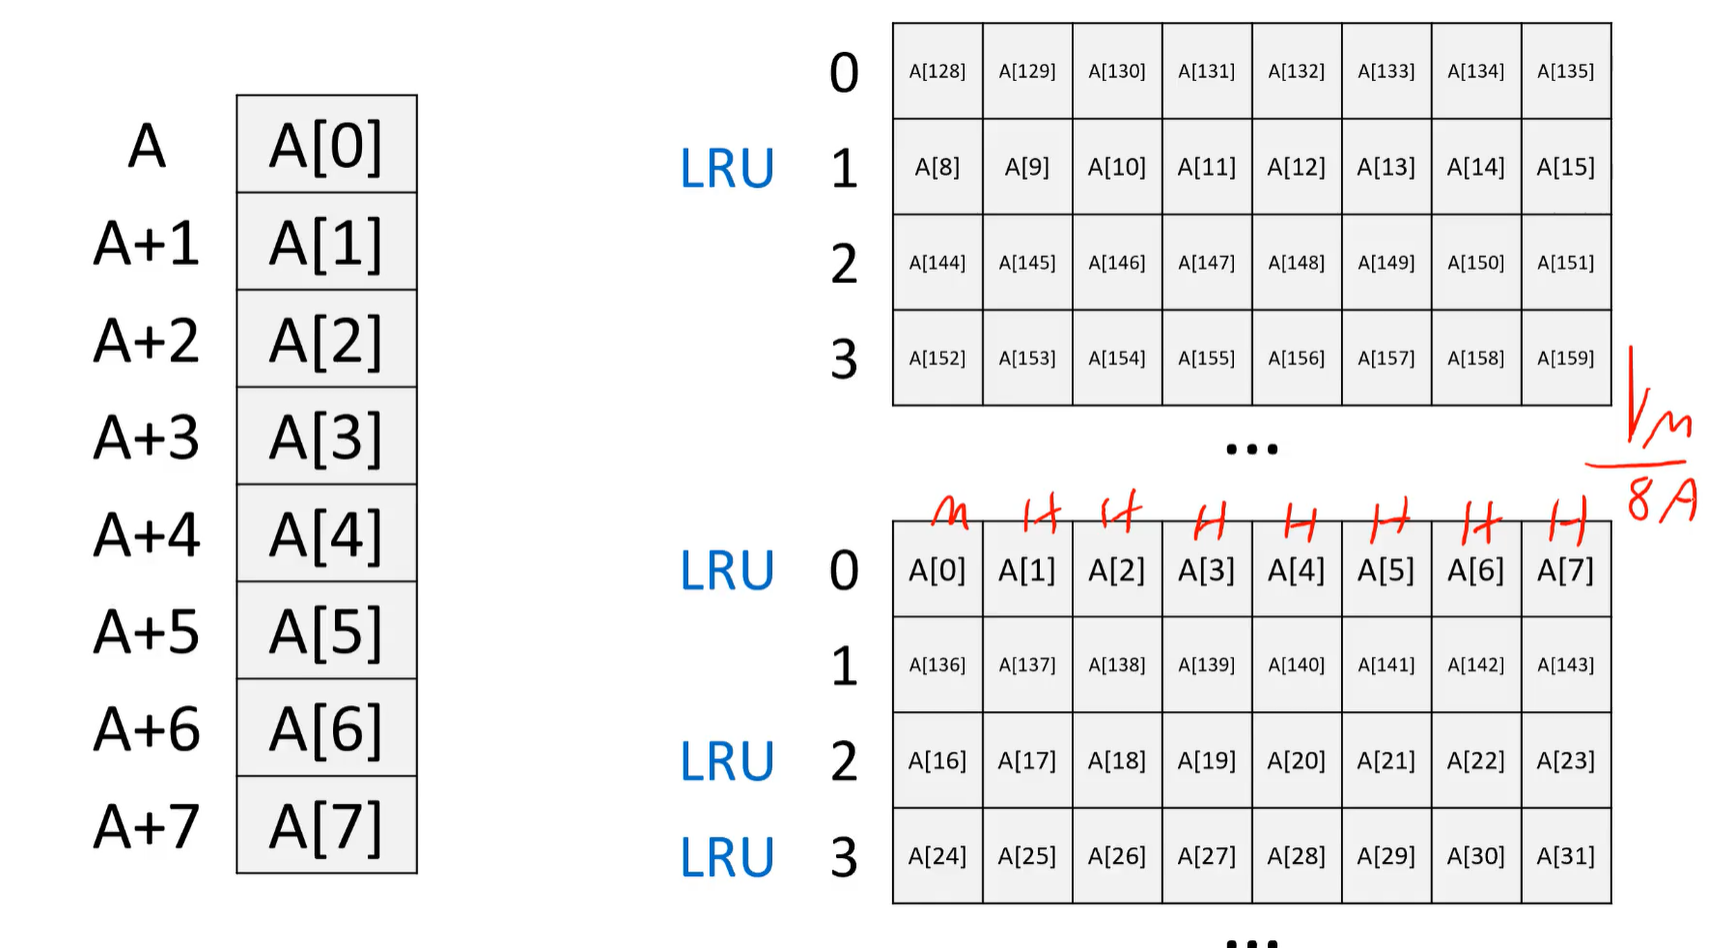 A A[0]
A+1 A[1]
A+2 A[2]
A+3 A[3]
A+4 A[4]
A+5 A[5]
A+6 A[6]
A+7 A[7]
0 A[128] A[129] A[130] A[131] A[132] A[133] A[134] A[135]
LRU 1 A[8] A[9] A[10] A[11] A[12] A[13] A[14] A[15]
2 A[144] A[145] A[146] A[147] A[148] A[149] A[150] A[151]
3 A[152] A[153] A[154] A[155] A[156] A[157] A[158] A[159]
...
M H H H H H H H
LRU 0 A[0] A[1] A[2] A[3] A[4] A[5] A[6] A[7]
1 A[136] A[137] A[138] A[139] A[140] A[141] A[142] A[143]
LRU 2 A[16] A[17] A[18] A[19] A[20] A[21] A[22] A[23]
LRU 3 A[24] A[25] A[26] A[27] A[28] A[29] A[30] A[31]
...
M
8A